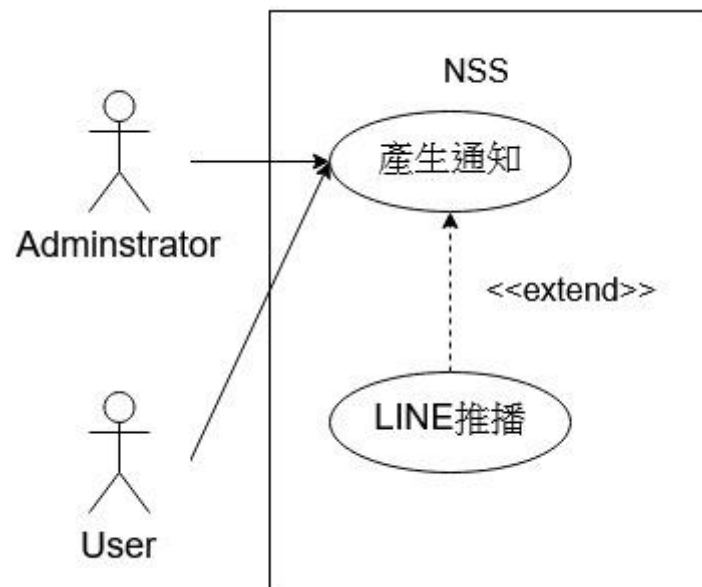 NSS
產生通知
Adminstrator
<<extend>>
LINE推播
User